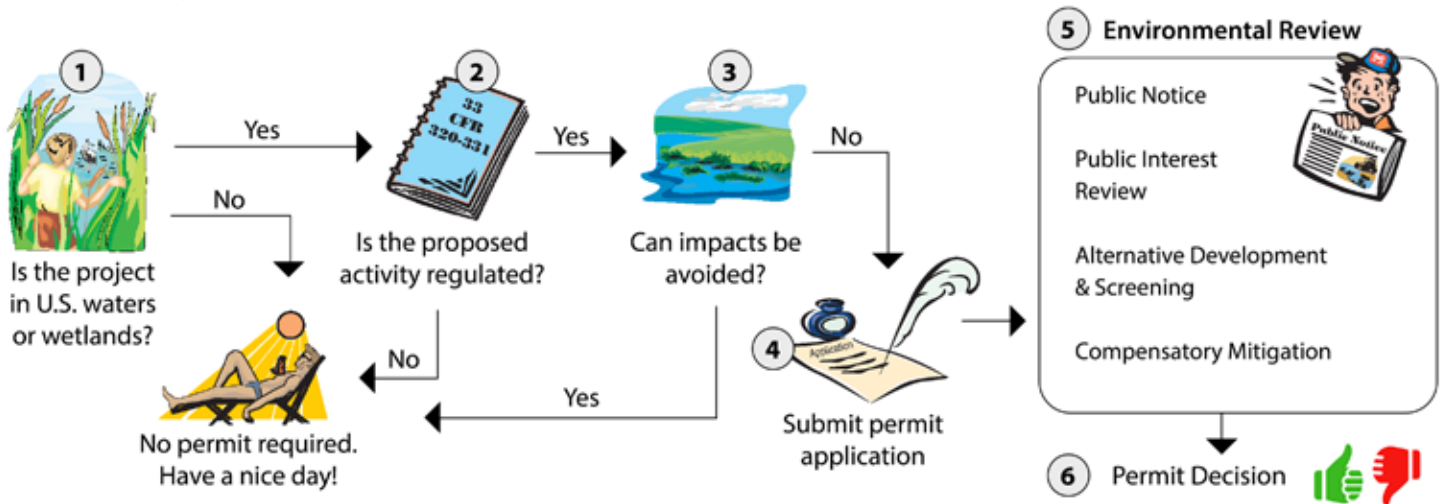 1
Is the project
in U.S. waters
or wetlands?
Yes
No
2
33
CFR
320-331
Is the proposed
activity regulated?
Yes
No
3
Can impacts be
avoided?
No
Yes
No permit required.
Have a nice day!
4
Application
Submit permit
application
5 Environmental Review
Public Notice
Public Notice
Public Interest
Review
Alternative Development
& Screening
Compensatory Mitigation
6 Permit Decision